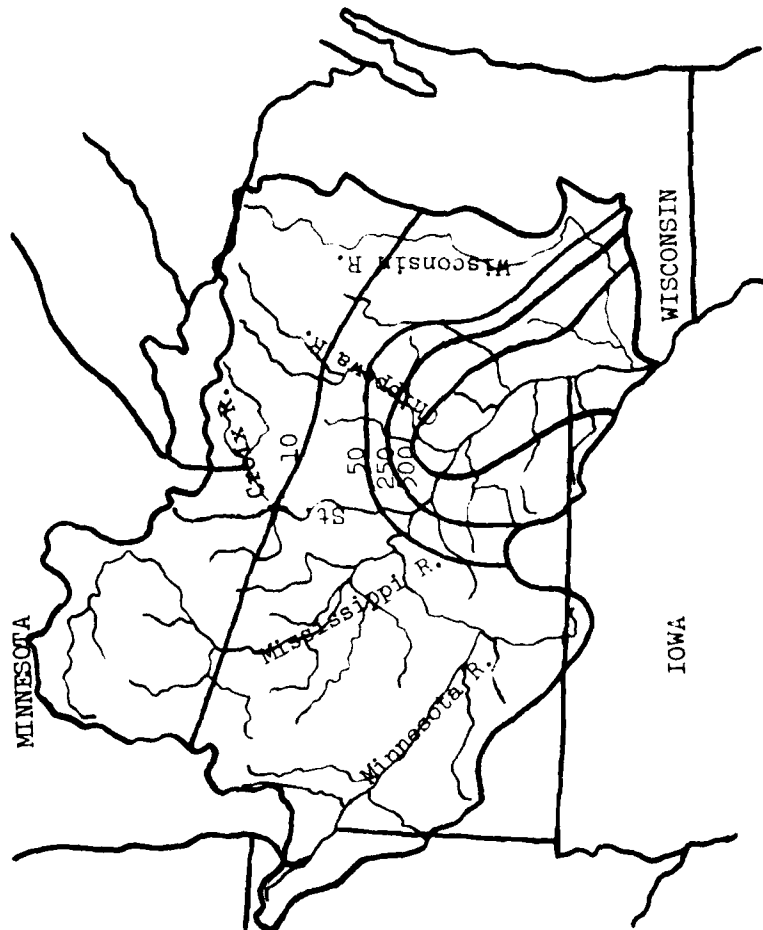 MINNESOTA
WISCONSIN
IOWA
St Croix R.
Chippewa R.
Wisconsin R.
Mississippi R.
Minnesota R.
10
50
250
500